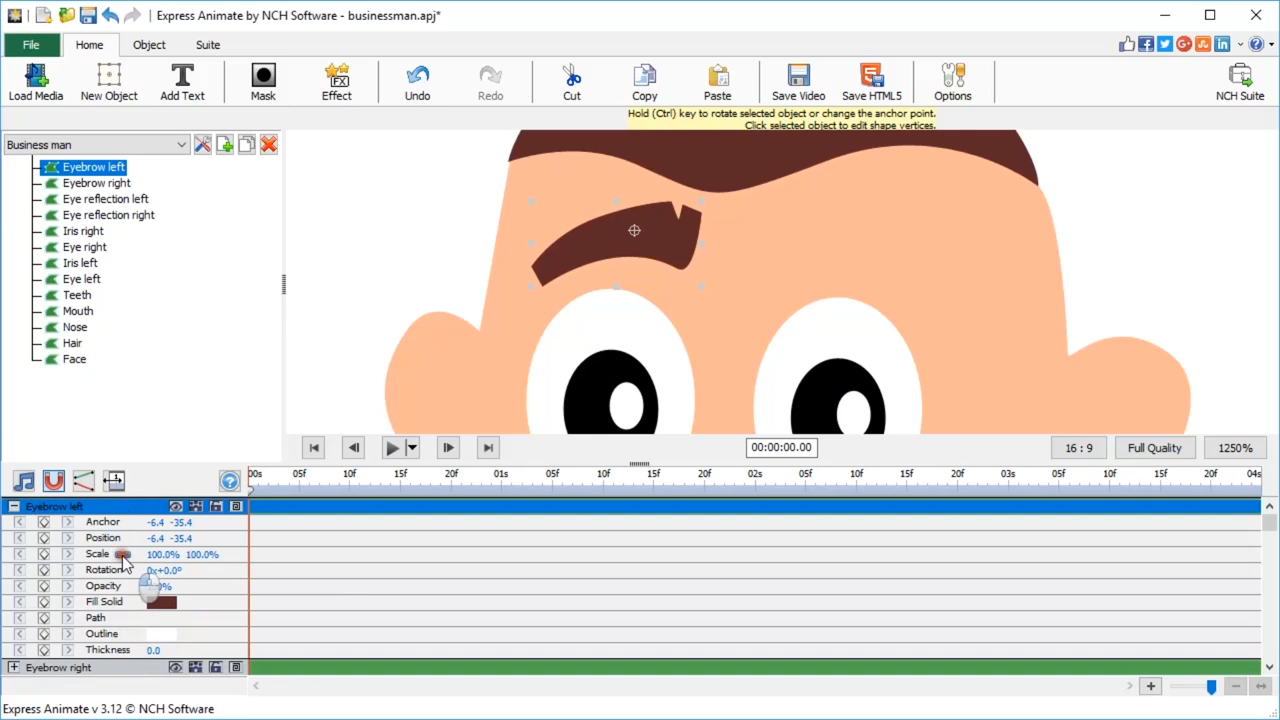 Express Animate by NCH Software - businessman.apj*
File Home Object Suite
Load Media New Object Add Text Mask Effect Undo Redo Cut Copy Paste Save Video Save HTML5 Options NCH Suite
Hold (Ctrl) key to rotate selected object or change the anchor point.
Click selected object to edit shape vertices.
Business man
Eyebrow left
Eyebrow right
Eye reflection left
Eye reflection right
Iris right
Eye right
Iris left
Eye left
Teeth
Mouth
Nose
Hair
Face
00:00:00.00 16 : 9 Full Quality 1250%
00s 05f 10f 15f 20f 01s 05f 10f 15f 20f 02s 05f 10f 15f 20f 03s 05f 10f 15f 20f 04s
Eyebrow left
Anchor -6.4 -35.4
Position -6.4 -35.4
Scale 100.0% 100.0%
Rotation 0x+0.0°
Opacity
Fill Solid
Path
Outline
Thickness 0.0
Eyebrow right
Express Animate v 3.12 © NCH Software